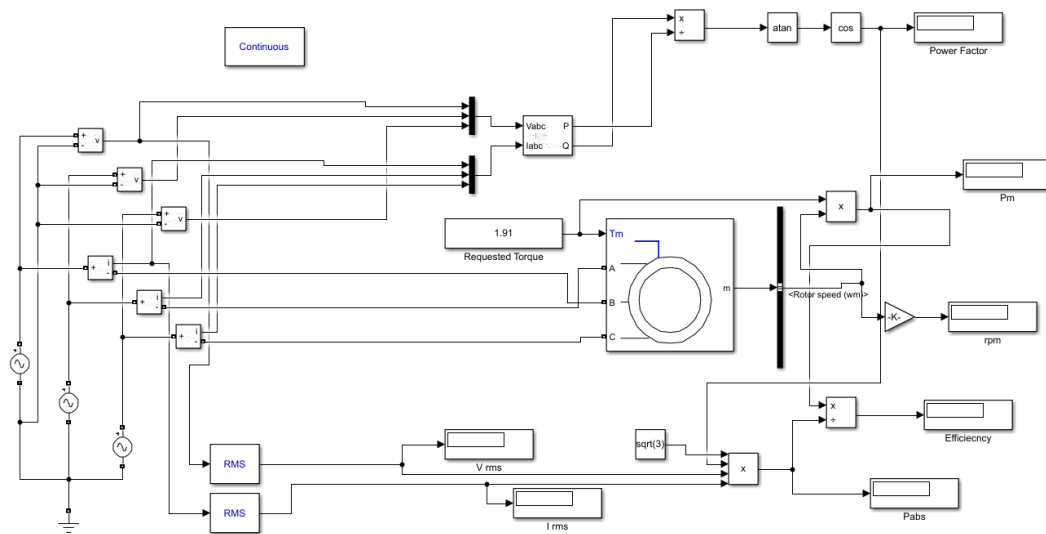 Continuous
x
÷
atan
cos
Power Factor
+
-
v
+
-
v
+
-
v
Vabc
P
Iabc
Q
x
Pm
1.91
Requested Torque
Tm
A
B
C
m
<Rotor speed (wm)>
+
i
-
+
i
-
+
i
-
-K-
rpm
x
÷
Efficiecncy
sqrt(3)
x
RMS
V rms
RMS
I rms
Pabs